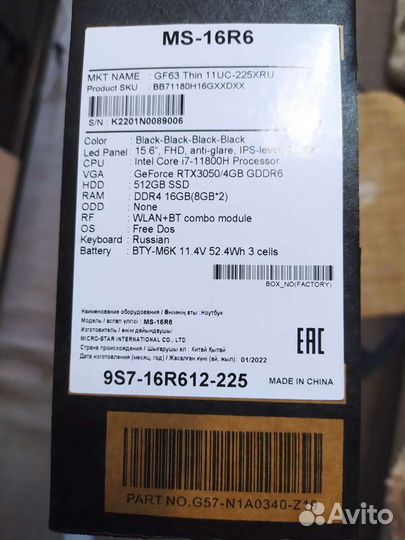 MS-16R6
MKT NAME : GF63 Thin 11UC-225XRU
Product SKU : BB71180H16GXXDXX
S/N : K2201N0089006
Color : Black-Black-Black-Black
Led Panel : 15.6", FHD, anti-glare, IPS-level,
CPU : Intel Core i7-11800H Processor
VGA : GeForce RTX3050/4GB GDDR6
HDD : 512GB SSD
RAM : DDR4 16GB(8GB*2)
ODD : None
RF : WLAN+BT combo module
OS : Free Dos
Keyboard : Russian
Battery : BTY-M6K 11.4V 52.4Wh 3 cells
BOX_NO(FACTORY)
Наименование оборудования / Өнімнің аты : Ноутбук
Модель / аспап үлгісі : MS-16R6
Изготовитель / өнім дайындаушы:
MICRO-STAR INTERNATIONAL CO., LTD
Страна происхождения / Шығарушы ел : Китай Қытай
Дата изготовления (месяц, год) / Жасалған күні (ай, жыл): 01/2022
EAC
9S7-16R612-225
MADE IN CHINA
PART NO.G57-N1A0340-Z19
Avito